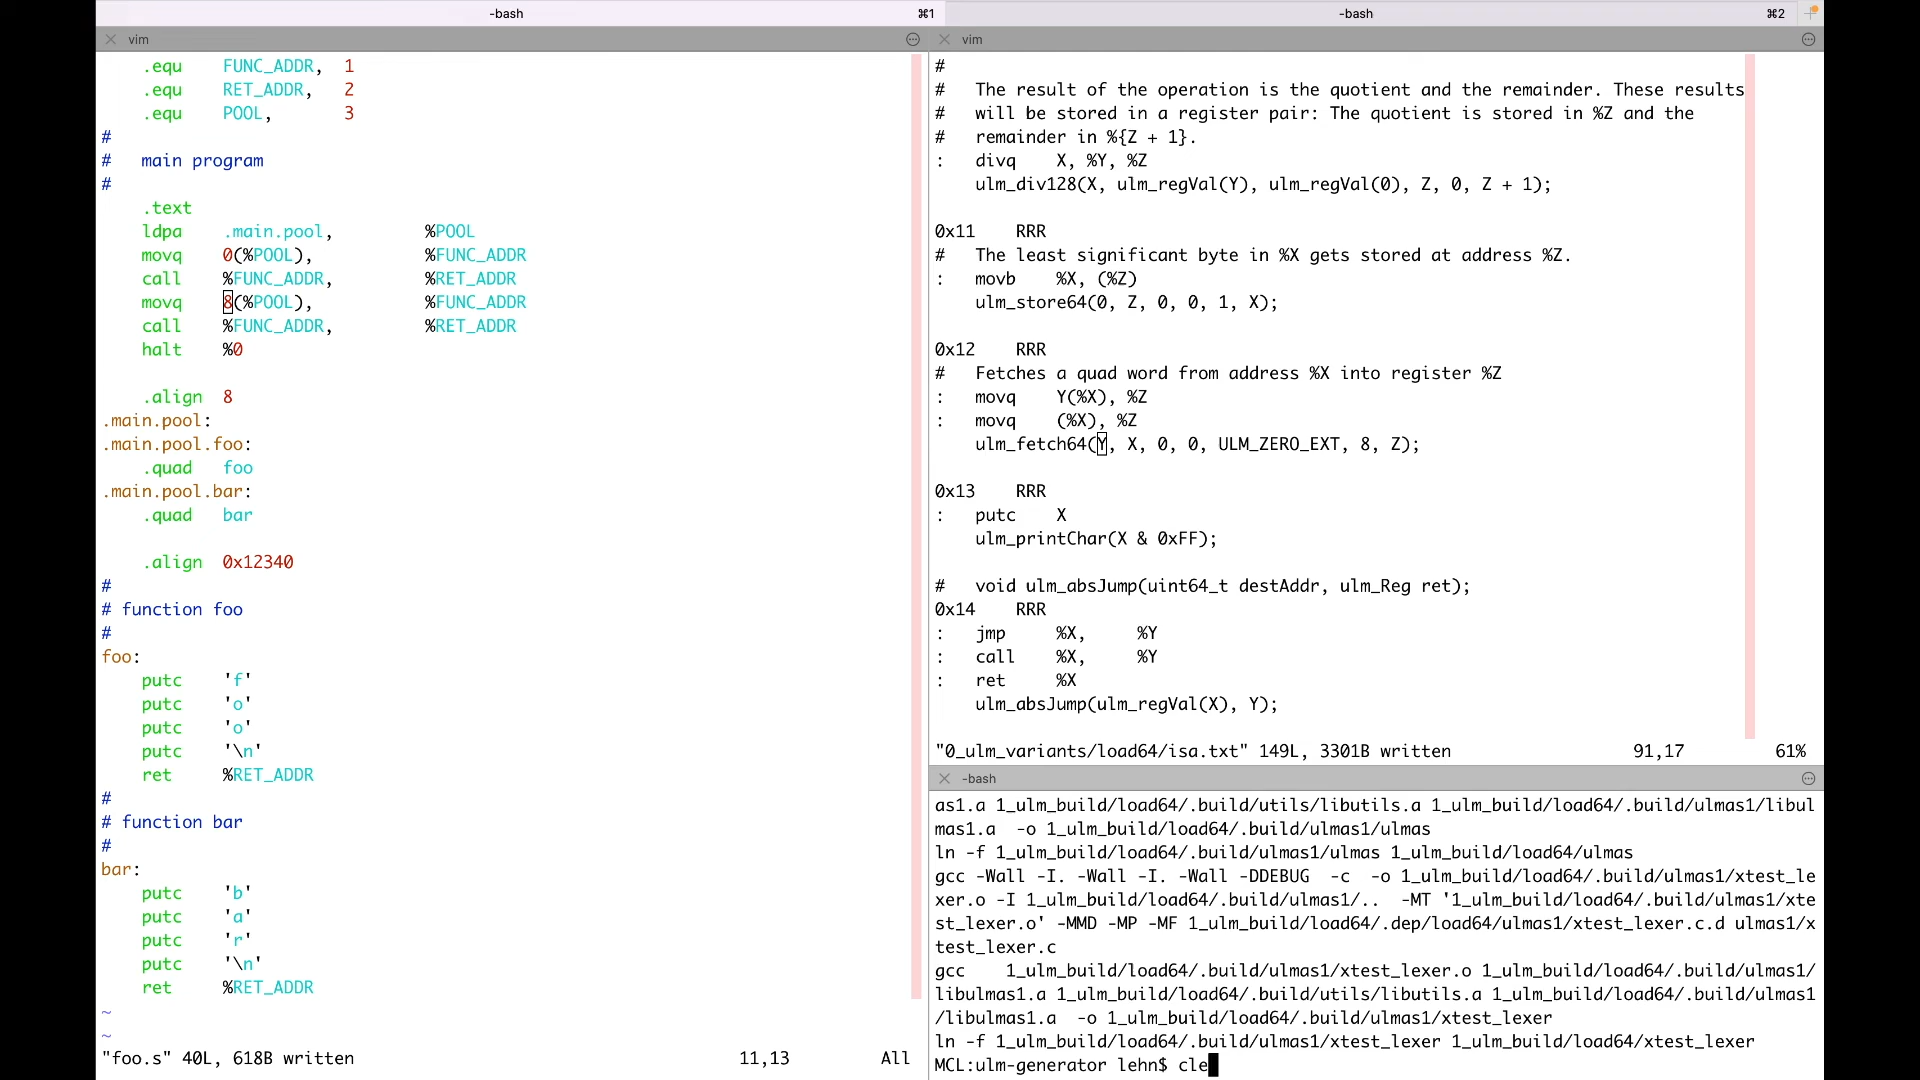 -bash ⌘1
vim
.equ FUNC_ADDR, 1
.equ RET_ADDR, 2
.equ POOL, 3
#
# main program
#
.text
ldpa .main.pool, %POOL
movq 0(%POOL), %FUNC_ADDR
call %FUNC_ADDR, %RET_ADDR
movq 8(%POOL), %FUNC_ADDR
call %FUNC_ADDR, %RET_ADDR
halt %0
.align 8
.main.pool:
.main.pool.foo:
.quad foo
.main.pool.bar:
.quad bar
.align 0x12340
#
# function foo
#
foo:
putc 'f'
putc 'o'
putc 'o'
putc '\n'
ret %RET_ADDR
#
# function bar
#
bar:
putc 'b'
putc 'a'
putc 'r'
putc '\n'
ret %RET_ADDR
~
~
"foo.s" 40L, 618B written 11,13 All
-bash ⌘2
vim
#
# The result of the operation is the quotient and the remainder. These results
# will be stored in a register pair: The quotient is stored in %Z and the
# remainder in %{Z + 1}.
: divq X, %Y, %Z
ulm_div128(X, ulm_regVal(Y), ulm_regVal(0), Z, 0, Z + 1);
0x11 RRR
# The least significant byte in %X gets stored at address %Z.
: movb %X, (%Z)
ulm_store64(0, Z, 0, 0, 1, X);
0x12 RRR
# Fetches a quad word from address %X into register %Z
: movq Y(%X), %Z
: movq (%X), %Z
ulm_fetch64(Y, X, 0, 0, ULM_ZERO_EXT, 8, Z);
0x13 RRR
: putc X
ulm_printChar(X & 0xFF);
# void ulm_absJump(uint64_t destAddr, ulm_Reg ret);
0x14 RRR
: jmp %X, %Y
: call %X, %Y
: ret %X
ulm_absJump(ulm_regVal(X), Y);
"0_ulm_variants/load64/isa.txt" 149L, 3301B written 91,17 61%
-bash
as1.a 1_ulm_build/load64/.build/utils/libutils.a 1_ulm_build/load64/.build/ulmas1/libul
mas1.a -o 1_ulm_build/load64/.build/ulmas1/ulmas
ln -f 1_ulm_build/load64/.build/ulmas1/ulmas 1_ulm_build/load64/ulmas
gcc -Wall -I. -Wall -I. -Wall -DDEBUG -c -o 1_ulm_build/load64/.build/ulmas1/xtest_le
xer.o -I 1_ulm_build/load64/.build/ulmas1/.. -MT '1_ulm_build/load64/.build/ulmas1/xte
st_lexer.o' -MMD -MP -MF 1_ulm_build/load64/.dep/load64/ulmas1/xtest_lexer.c.d ulmas1/x
test_lexer.c
gcc 1_ulm_build/load64/.build/ulmas1/xtest_lexer.o 1_ulm_build/load64/.build/ulmas1/
libulmas1.a 1_ulm_build/load64/.build/utils/libutils.a 1_ulm_build/load64/.build/ulmas1
/libulmas1.a -o 1_ulm_build/load64/.build/ulmas1/xtest_lexer
ln -f 1_ulm_build/load64/.build/ulmas1/xtest_lexer 1_ulm_build/load64/xtest_lexer
MCL:ulm-generator lehn$ cle